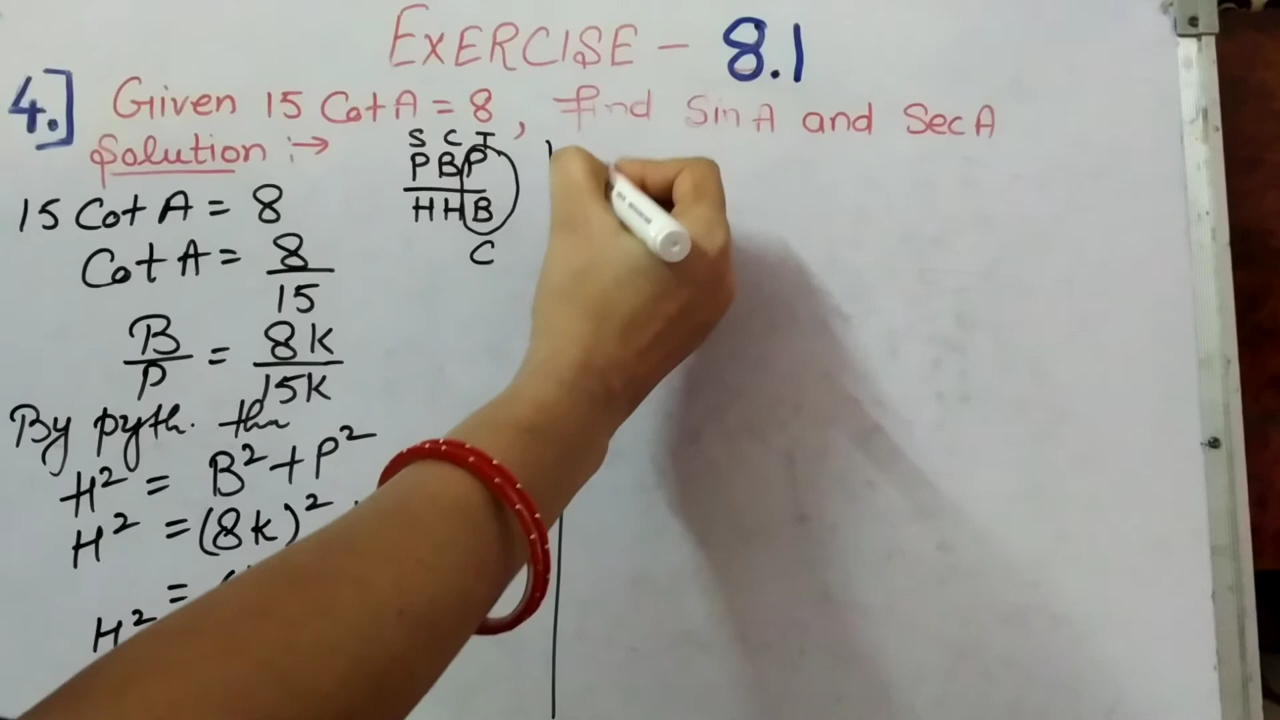 EXERCISE - 8.1
4.] Given 15 Cot A = 8, find Sin A and Sec A
Solution :→
S C T
P B P
H H B
C
15 Cot A = 8
Cot A = 8/15
B/P = 8K/15K
By pyth. thm
H² = B² + P²
H² = (8K)²
=
H²